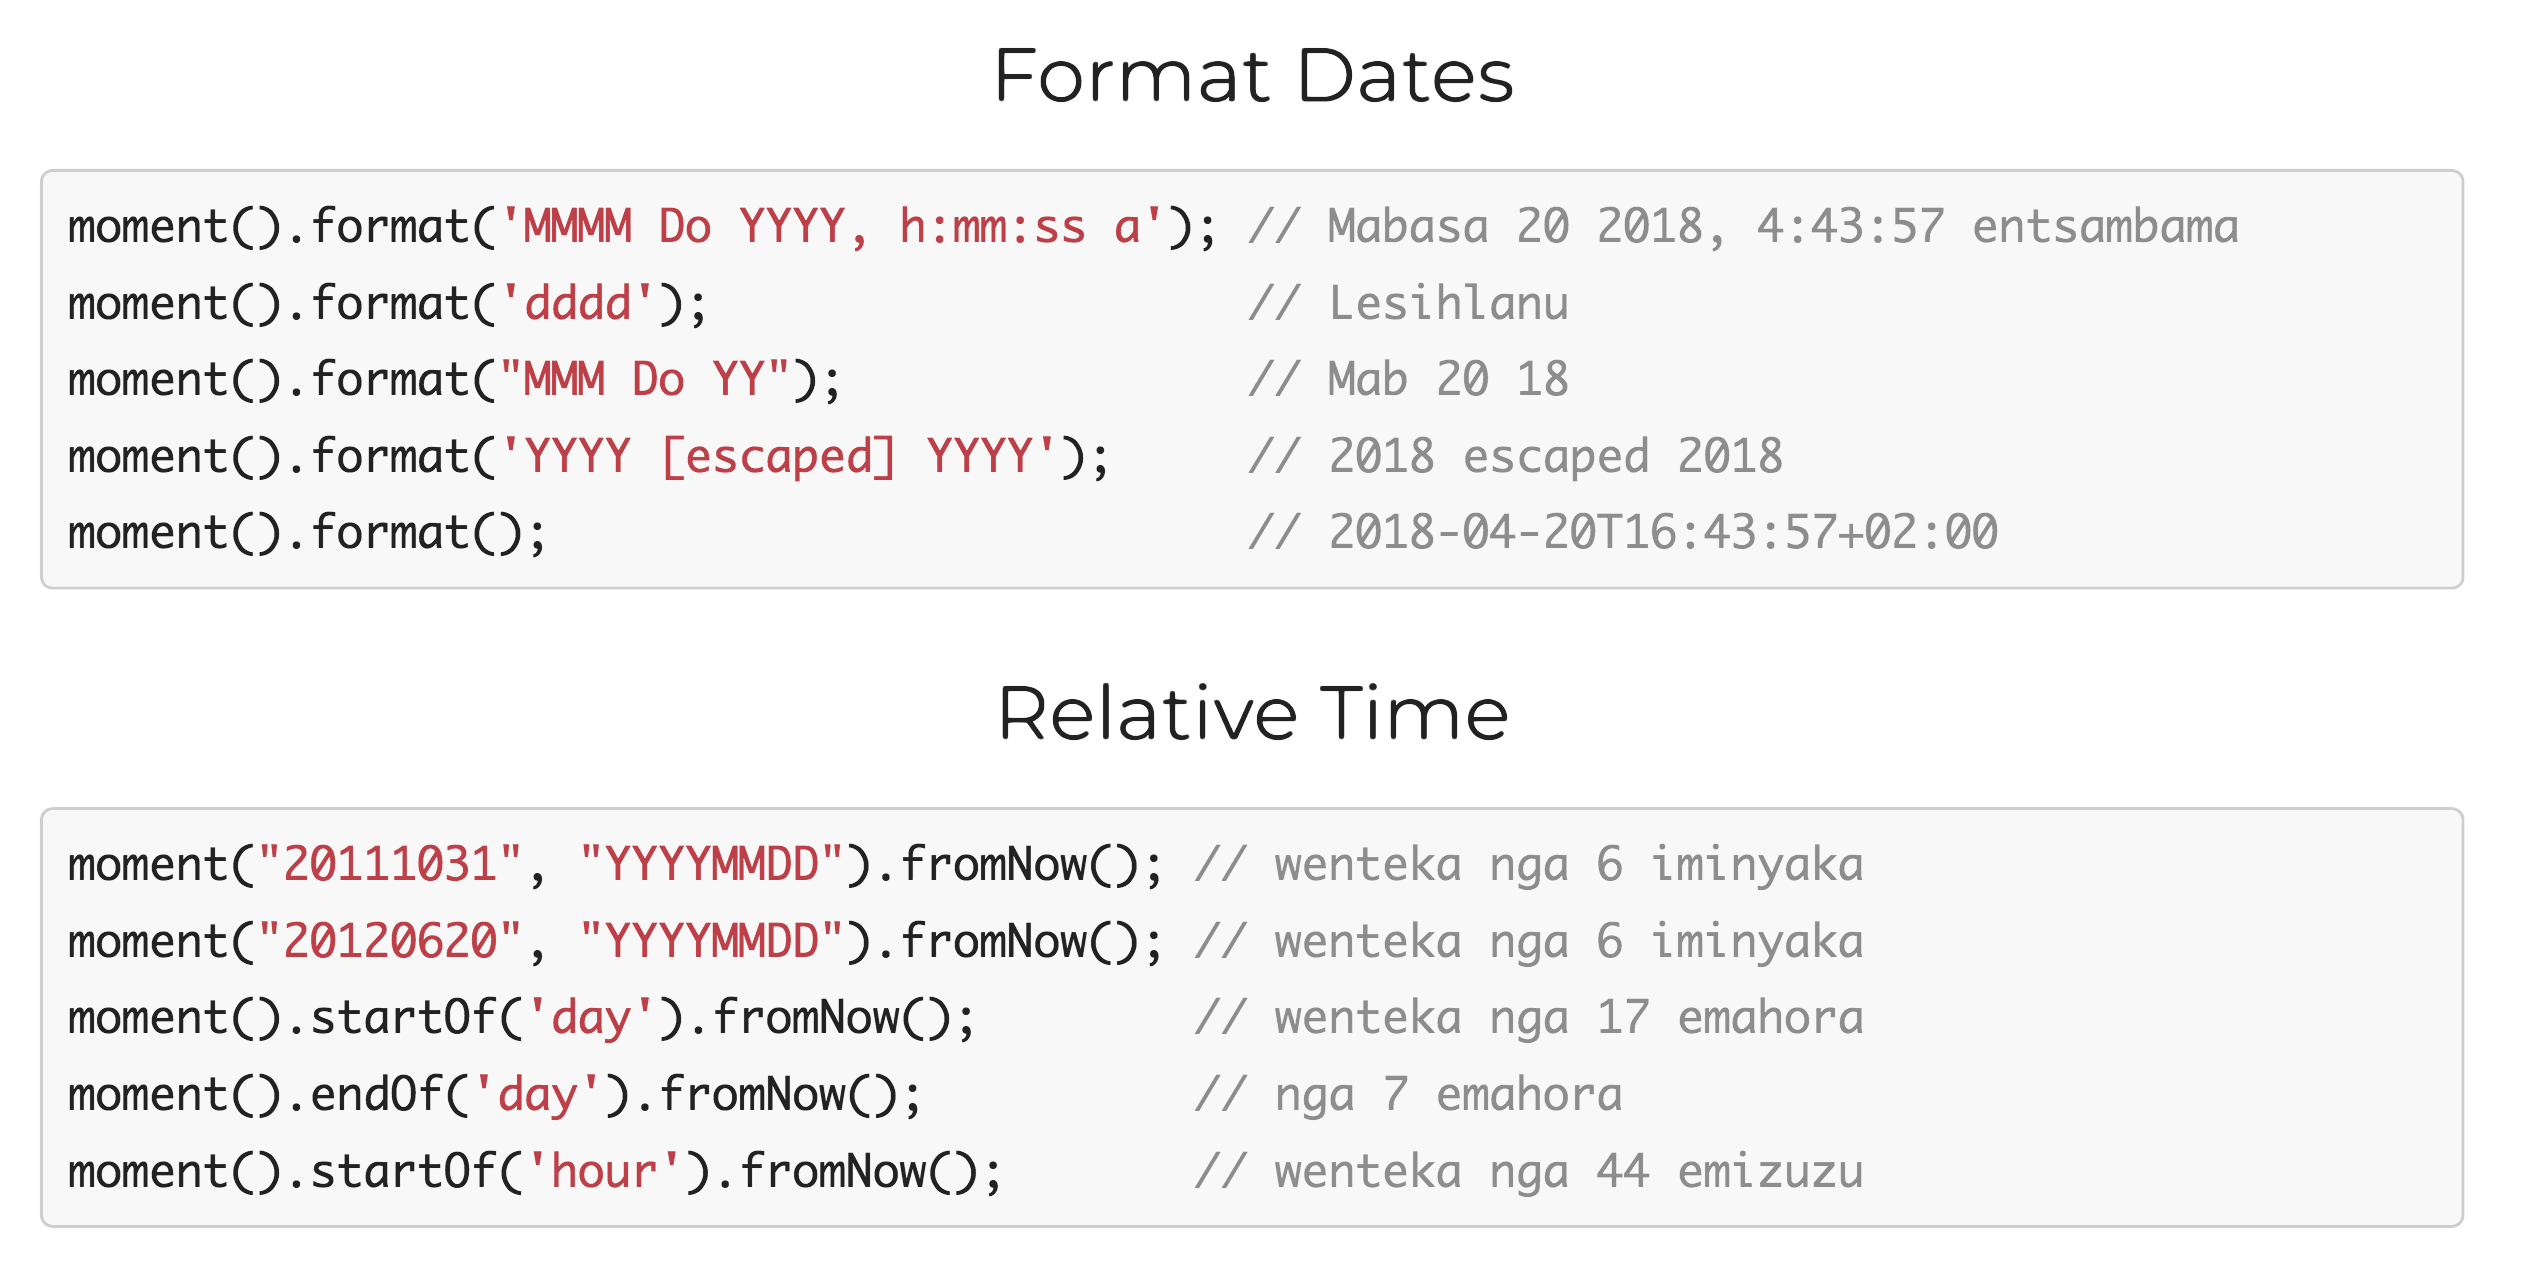 Format Dates
moment().format('MMMM Do YYYY, h:mm:ss a'); // Mabasa 20 2018, 4:43:57 entsambama
moment().format('dddd'); // Lesihlanu
moment().format("MMM Do YY"); // Mab 20 18
moment().format('YYYY [escaped] YYYY'); // 2018 escaped 2018
moment().format(); // 2018-04-20T16:43:57+02:00
Relative Time
moment("20111031", "YYYYMMDD").fromNow(); // wenteka nga 6 iminyaka
moment("20120620", "YYYYMMDD").fromNow(); // wenteka nga 6 iminyaka
moment().startOf('day').fromNow(); // wenteka nga 17 emahora
moment().endOf('day').fromNow(); // nga 7 emahora
moment().startOf('hour').fromNow(); // wenteka nga 44 emizuzu